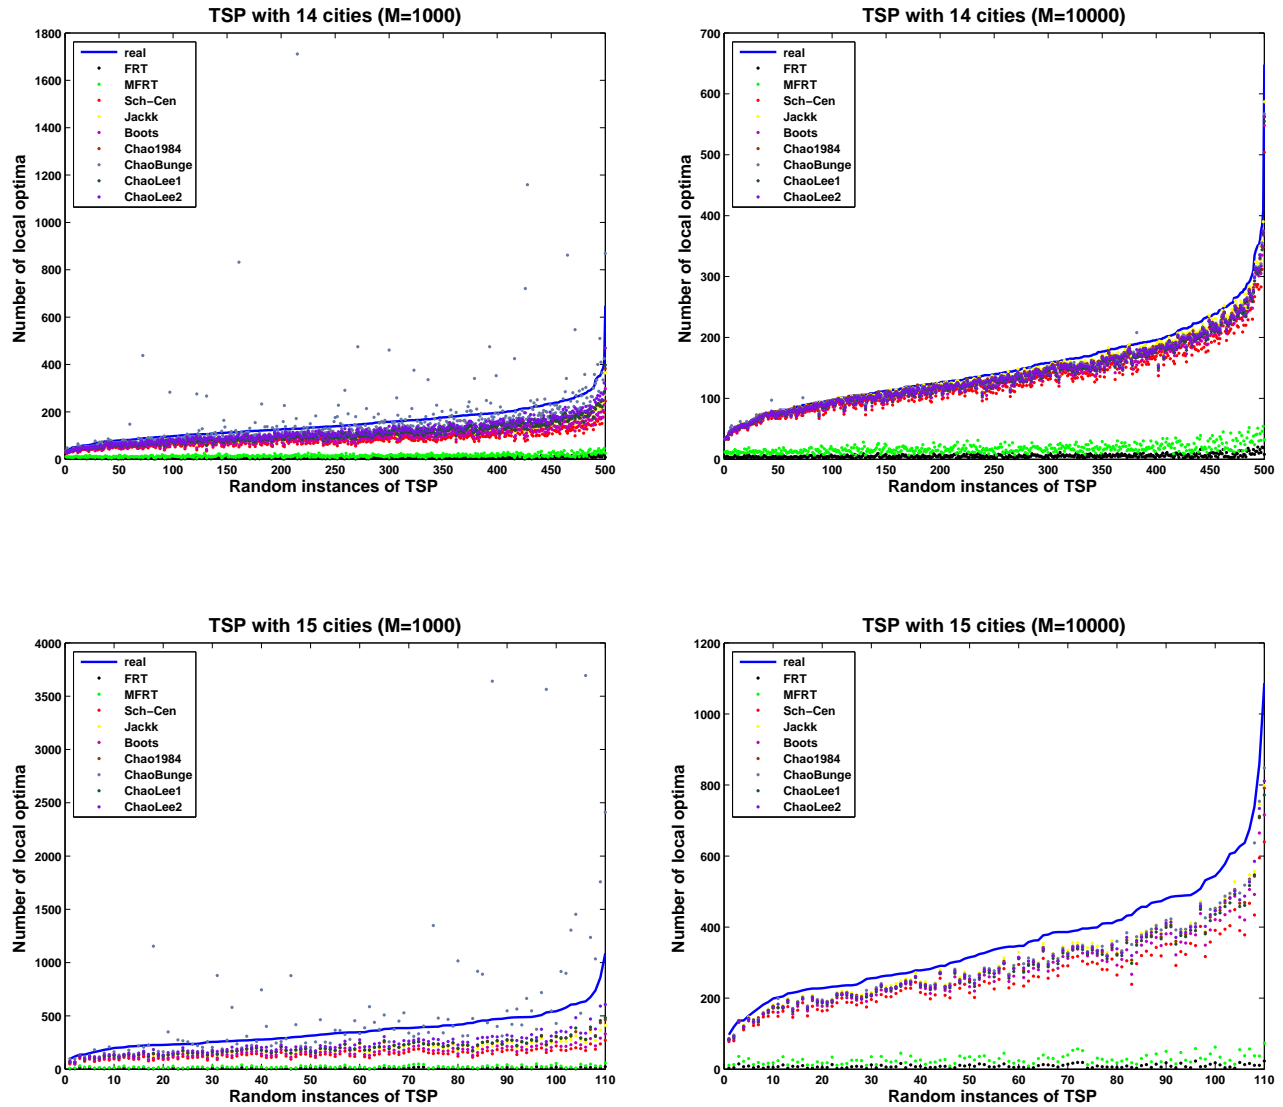 TSP with 14 cities (M=1000)
1800
1600
1400
1200
1000
800
600
400
200
0
Number of local optima
real
FRT
MFRT
Sch-Cen
Jackk
Boots
Chao1984
ChaoBunge
ChaoLee1
ChaoLee2
0 50 100 150 200 250 300 350 400 450 500
Random instances of TSP
TSP with 14 cities (M=10000)
700
600
500
400
300
200
100
0
Number of local optima
real
FRT
MFRT
Sch-Cen
Jackk
Boots
Chao1984
ChaoBunge
ChaoLee1
ChaoLee2
0 50 100 150 200 250 300 350 400 450 500
Random instances of TSP
TSP with 15 cities (M=1000)
4000
3500
3000
2500
2000
1500
1000
500
0
Number of local optima
real
FRT
MFRT
Sch-Cen
Jackk
Boots
Chao1984
ChaoBunge
ChaoLee1
ChaoLee2
0 10 20 30 40 50 60 70 80 90 100 110
Random instances of TSP
TSP with 15 cities (M=10000)
1200
1000
800
600
400
200
0
Number of local optima
real
FRT
MFRT
Sch-Cen
Jackk
Boots
Chao1984
ChaoBunge
ChaoLee1
ChaoLee2
0 10 20 30 40 50 60 70 80 90 100 110
Random instances of TSP